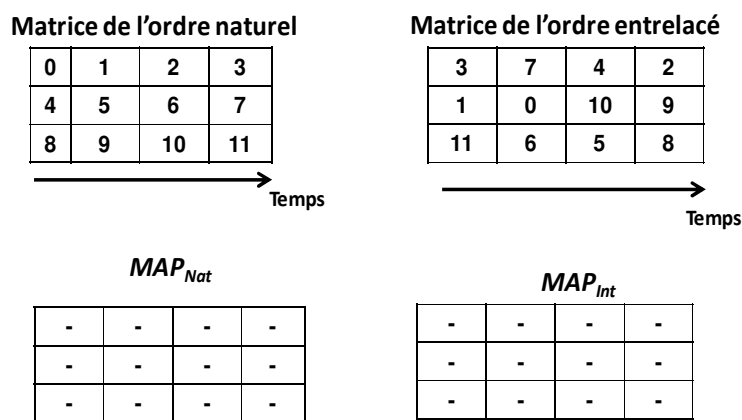 Matrice de l'ordre naturel
0 1 2 3
4 5 6 7
8 9 10 11
Temps
Matrice de l'ordre entrelacé
3 7 4 2
1 0 10 9
11 6 5 8
Temps
MAPNat
- - - -
- - - -
- - - -
MAPInt
- - - -
- - - -
- - - -